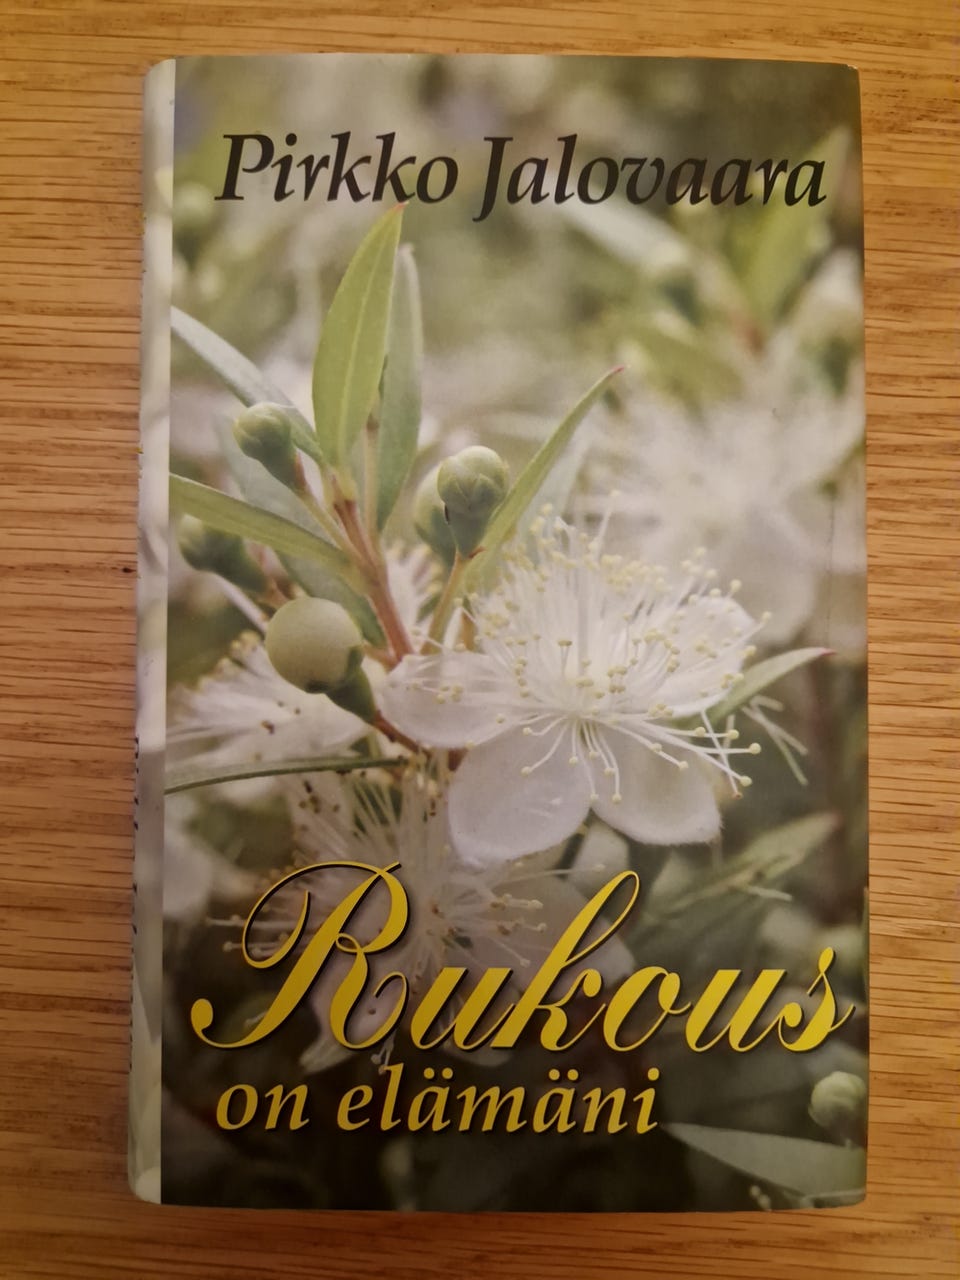 Pirkko Jalovaara
Rukous
on elämäni